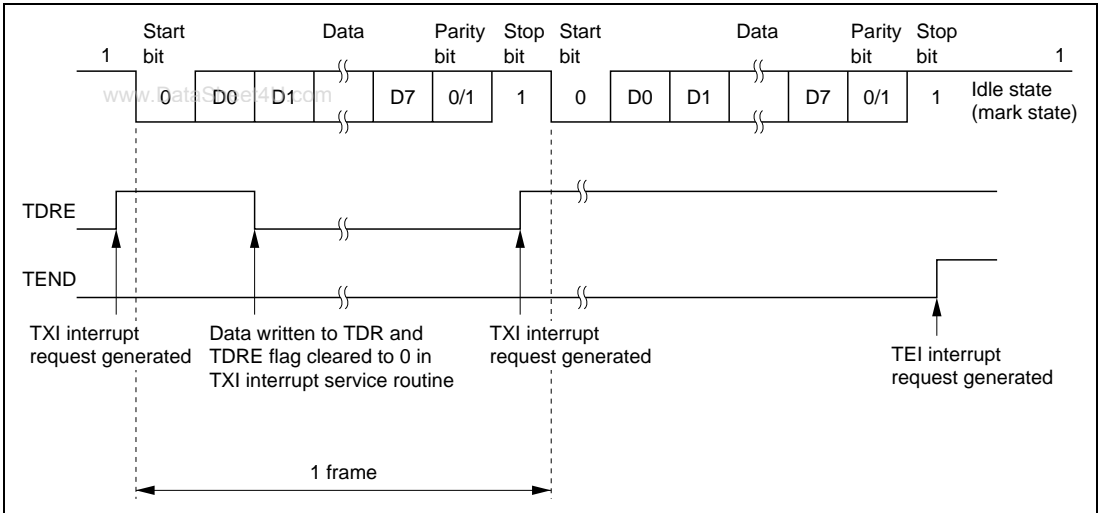 Start Data Parity Stop Start Data Parity Stop
1 bit bit bit bit bit bit 1
0 D0 D1 D7 0/1 1 0 D0 D1 D7 0/1 1 Idle state
(mark state)
www.DataSheet4U.com
TDRE
TEND
TXI interrupt
request generated
Data written to TDR and
TDRE flag cleared to 0 in
TXI interrupt service routine
TXI interrupt
request generated
TEI interrupt
request generated
1 frame